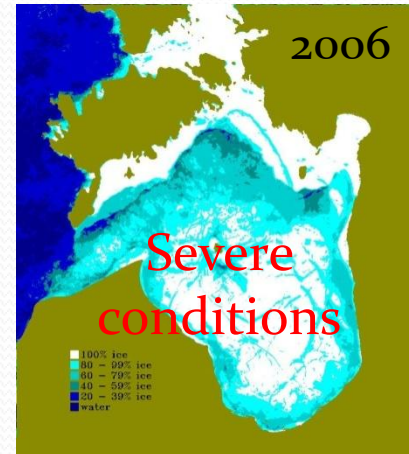 2006
Severe
conditions
100% ice
80 - 99% ice
60 - 79% ice
40 - 59% ice
20 - 39% ice
water